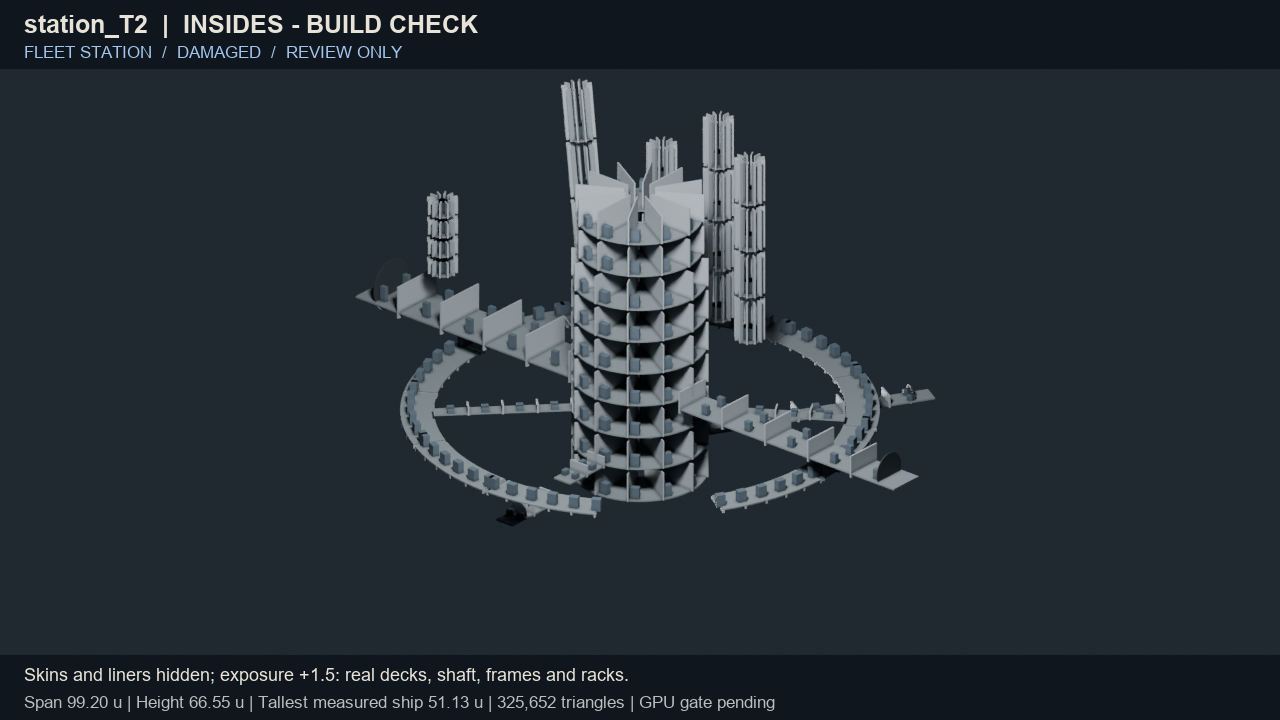 station_T2 | INSIDES - BUILD CHECK
FLEET STATION / DAMAGED / REVIEW ONLY
Skins and liners hidden; exposure +1.5: real decks, shaft, frames and racks.
Span 99.20 u | Height 66.55 u | Tallest measured ship 51.13 u | 325,652 triangles | GPU gate pending